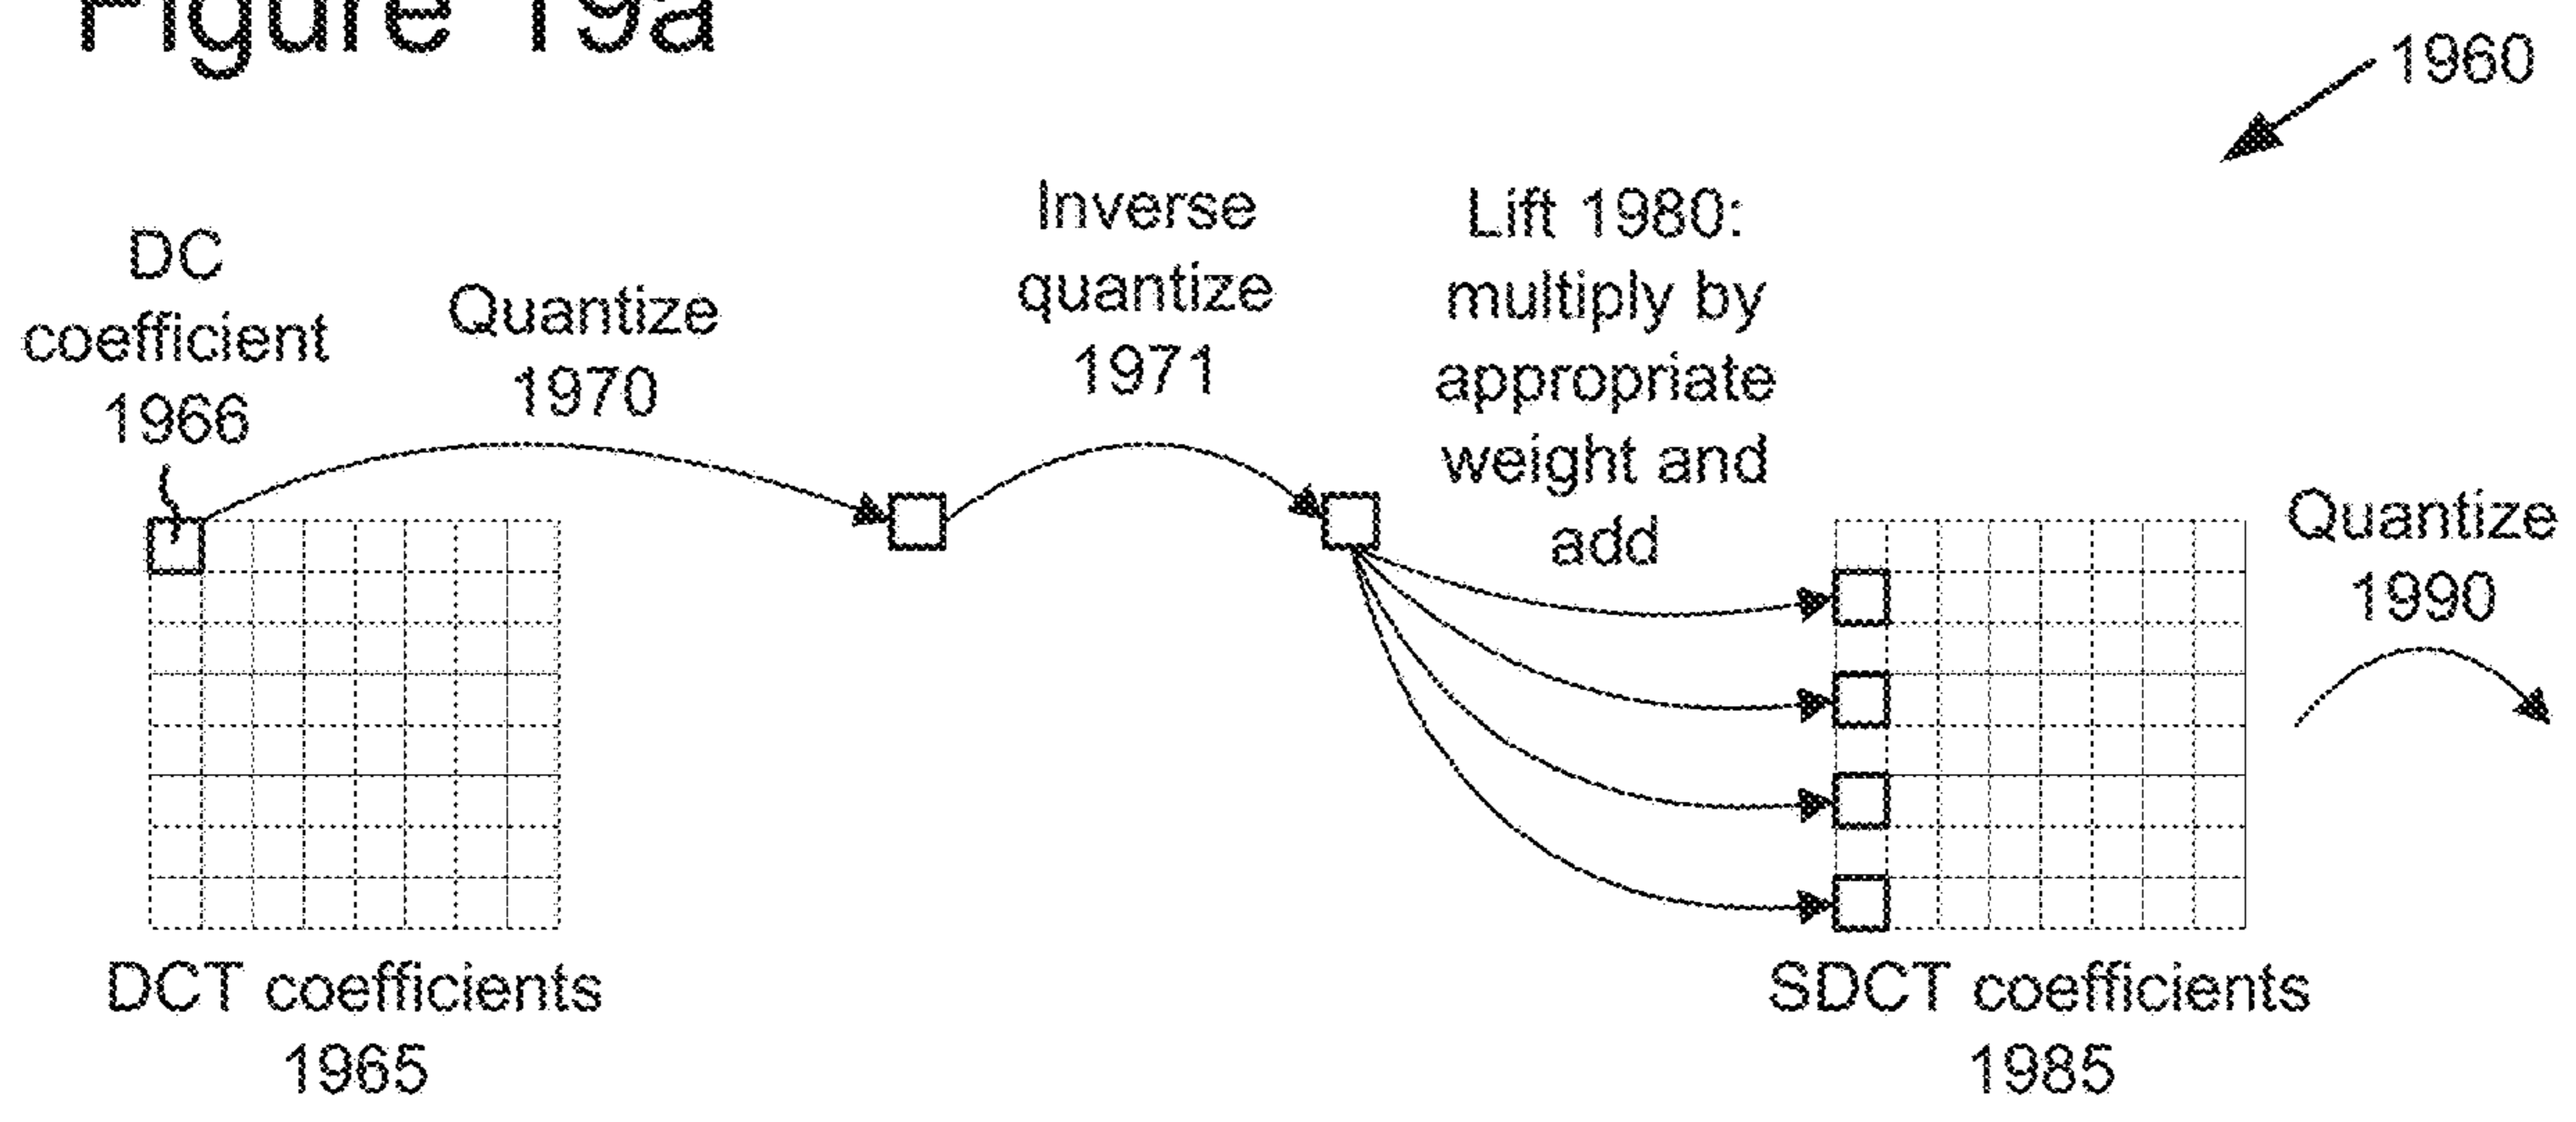 Figure 19a
1960
DC
coefficient
1966
Quantize
1970
Inverse
quantize
1971
Lift 1980:
multiply by
appropriate
weight and
add
Quantize
1990
DCT coefficients
1965
SDCT coefficients
1985